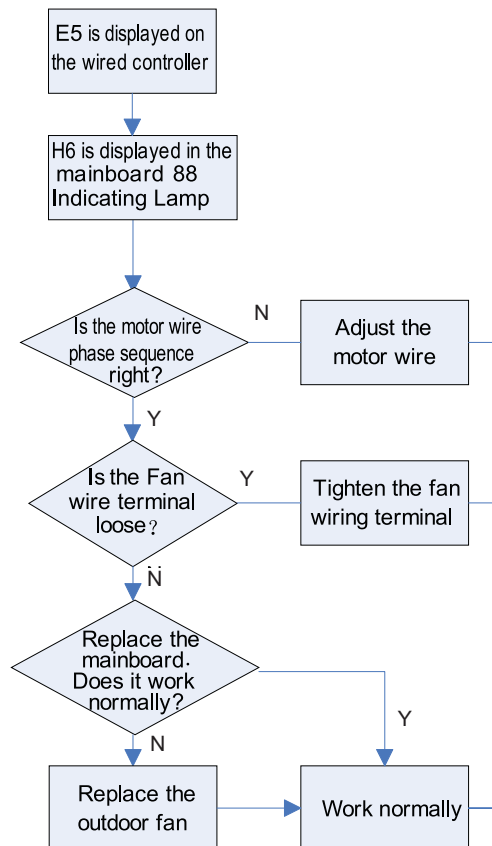 E5 is displayed on
the wired controller
H6 is displayed in the
mainboard 88
Indicating Lamp
Is the motor wire
phase sequence
right?
N
Adjust the
motor wire
Y
Is the Fan
wire terminal
loose?
Y
Tighten the fan
wiring terminal
N
Replace the
mainboard.
Does it work
normally?
Y
N
Replace the
outdoor fan
Work normally